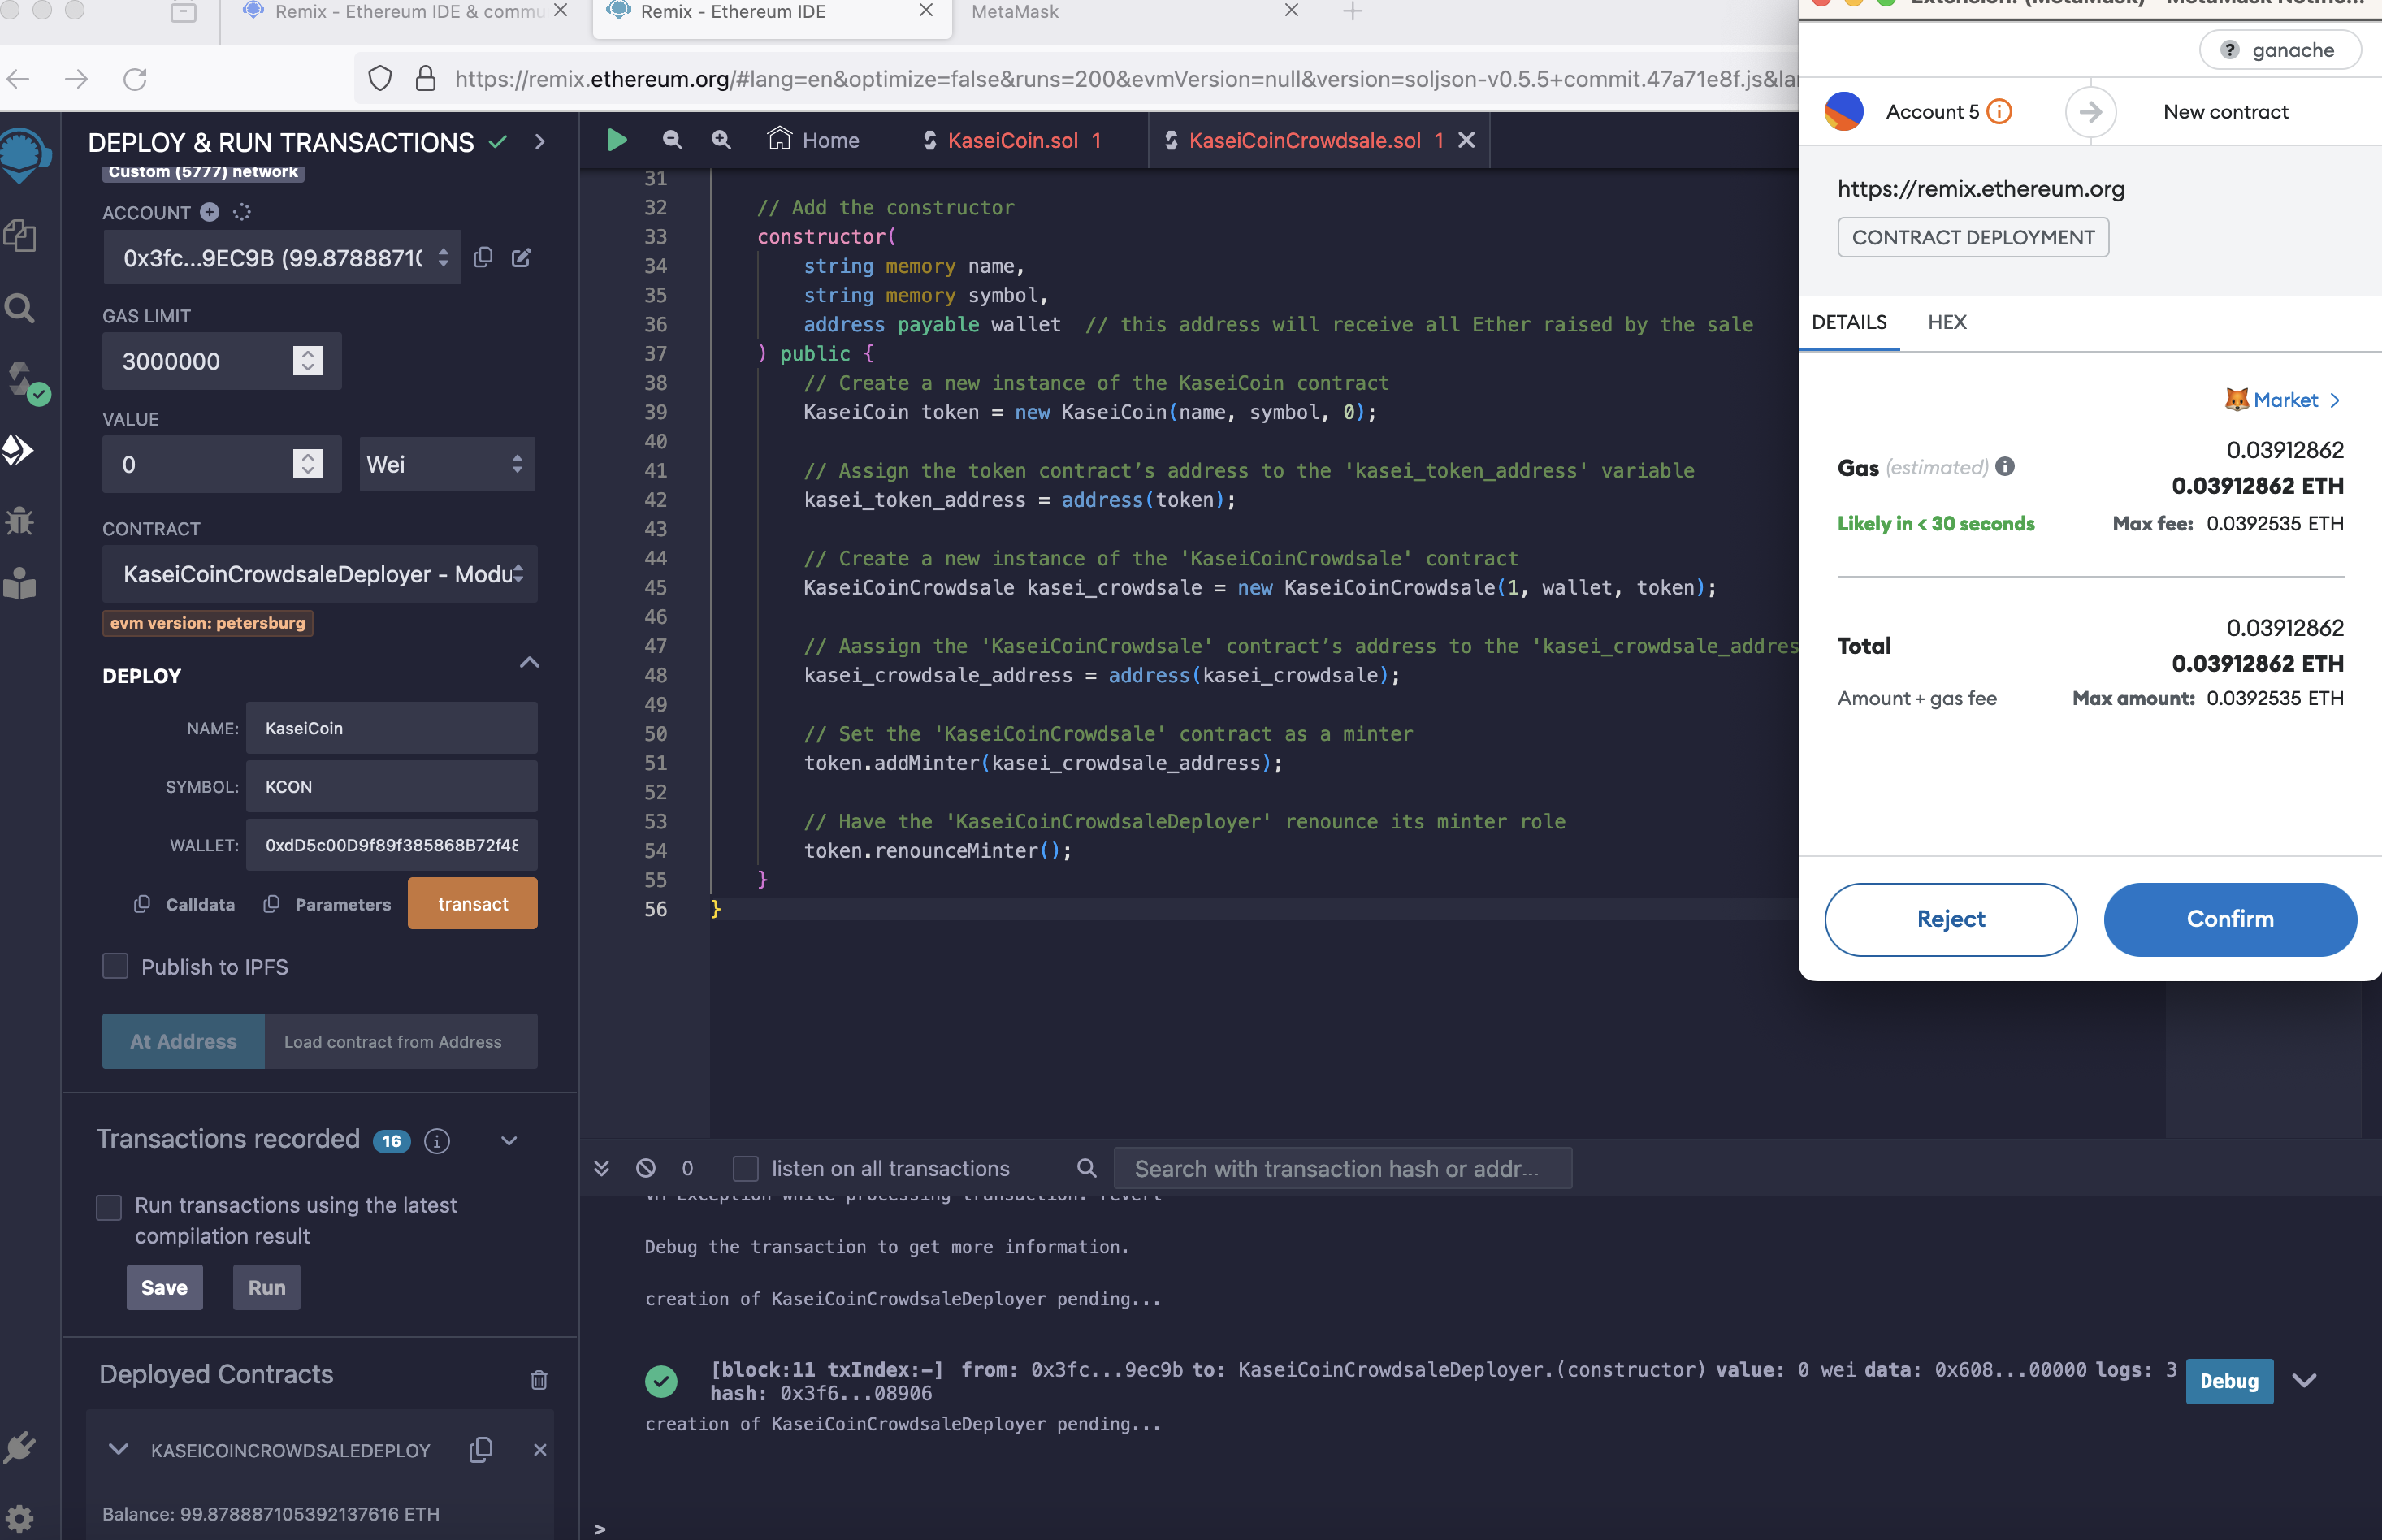 Remix - Ethereum IDE & commu
Remix - Ethereum IDE
MetaMask
https://remix.ethereum.org/#lang=en&optimize=false&runs=200&evmVersion=null&version=soljson-v0.5.5+commit.47a71e8f.js&la
DEPLOY & RUN TRANSACTIONS
Custom (5777) network
ACCOUNT
0x3fc...9EC9B (99.8788871(
GAS LIMIT
3000000
VALUE
0
Wei
CONTRACT
KaseiCoinCrowdsaleDeployer - Modu
evm version: petersburg
DEPLOY
NAME: KaseiCoin
SYMBOL: KCON
WALLET: 0xdD5c00D9f89f385868B72f48
Calldata
Parameters
transact
Publish to IPFS
At Address
Load contract from Address
Transactions recorded 16 i
Run transactions using the latest
compilation result
Save
Run
Deployed Contracts
KASEICOINCROWDSALEDEPLOY
Balance: 99.878887105392137616 ETH
Home
KaseiCoin.sol 1
KaseiCoinCrowdsale.sol 1
31
32 // Add the constructor
33 constructor(
34 string memory name,
35 string memory symbol,
36 address payable wallet // this address will receive all Ether raised by the sale
37 ) public {
38 // Create a new instance of the KaseiCoin contract
39 KaseiCoin token = new KaseiCoin(name, symbol, 0);
40
41 // Assign the token contract’s address to the 'kasei_token_address' variable
42 kasei_token_address = address(token);
43
44 // Create a new instance of the 'KaseiCoinCrowdsale' contract
45 KaseiCoinCrowdsale kasei_crowdsale = new KaseiCoinCrowdsale(1, wallet, token);
46
47 // Aassign the 'KaseiCoinCrowdsale' contract’s address to the 'kasei_crowdsale_addres
48 kasei_crowdsale_address = address(kasei_crowdsale);
49
50 // Set the 'KaseiCoinCrowdsale' contract as a minter
51 token.addMinter(kasei_crowdsale_address);
52
53 // Have the 'KaseiCoinCrowdsaleDeployer' renounce its minter role
54 token.renounceMinter();
55 }
56 }
0
listen on all transactions
Search with transaction hash or addr...
VM Exception while processing transaction: revert
Debug the transaction to get more information.
creation of KaseiCoinCrowdsaleDeployer pending...
[block:11 txIndex:-] from: 0x3fc...9ec9b to: KaseiCoinCrowdsaleDeployer.(constructor) value: 0 wei data: 0x608...00000 logs: 3
hash: 0x3f6...08906
Debug
creation of KaseiCoinCrowdsaleDeployer pending...
>
Extension: (MetaMask) - MetaMask Notific...
? ganache
Account 5
New contract
https://remix.ethereum.org
CONTRACT DEPLOYMENT
DETAILS
HEX
Market >
Gas (estimated) i
0.03912862
0.03912862 ETH
Likely in < 30 seconds
Max fee: 0.0392535 ETH
Total
0.03912862
0.03912862 ETH
Amount + gas fee
Max amount: 0.0392535 ETH
Reject
Confirm